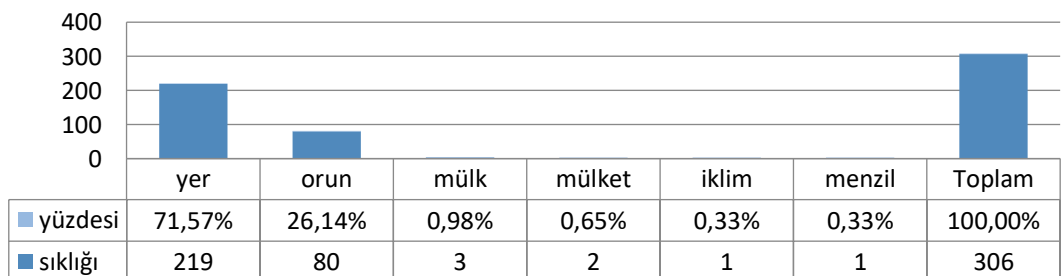 400
300
200
100
0
yer orun mülk mülket iklim menzil Toplam
yüzdesi 71,57% 26,14% 0,98% 0,65% 0,33% 0,33% 100,00%
sıklığı 219 80 3 2 1 1 306